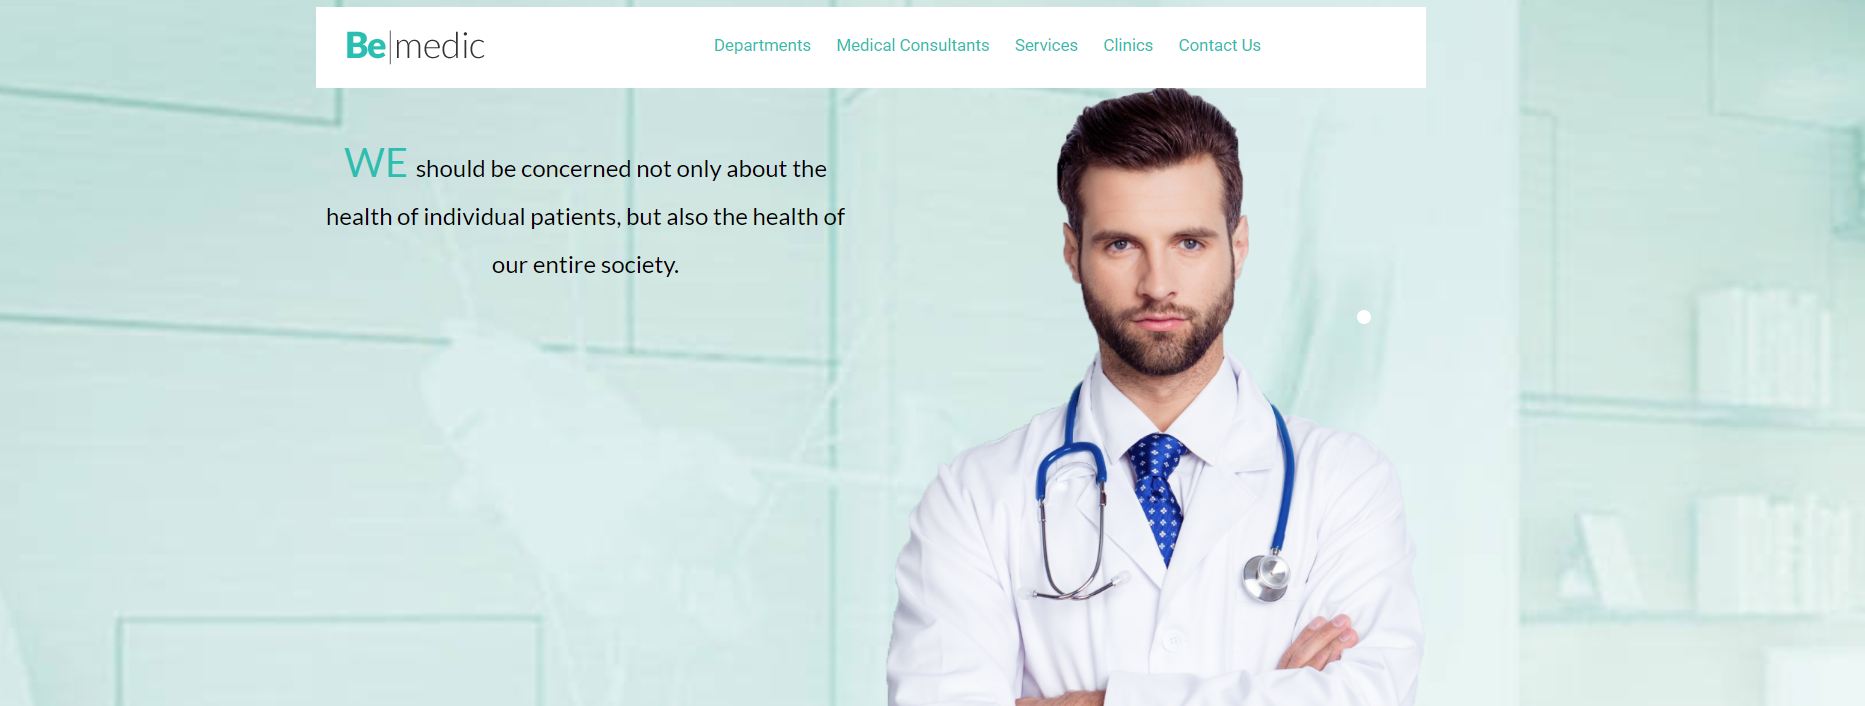 Be|medic
Departments Medical Consultants Services Clinics Contact Us
WE should be concerned not only about the
health of individual patients, but also the health of
our entire society.